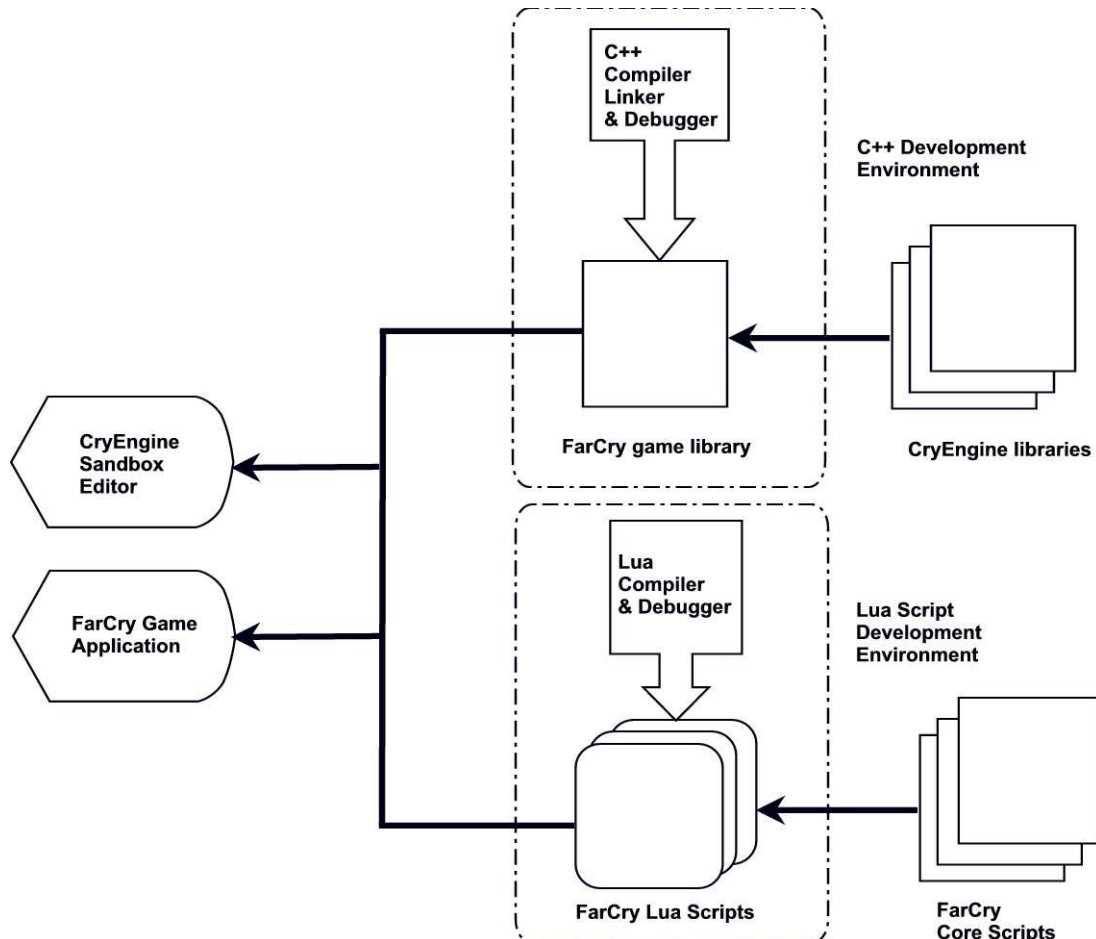 C++
Compiler
Linker
& Debugger
C++ Development
Environment
FarCry game library
CryEngine libraries
CryEngine
Sandbox
Editor
FarCry Game
Application
Lua
Compiler
& Debugger
Lua Script
Development
Environment
FarCry Lua Scripts
FarCry
Core Scripts